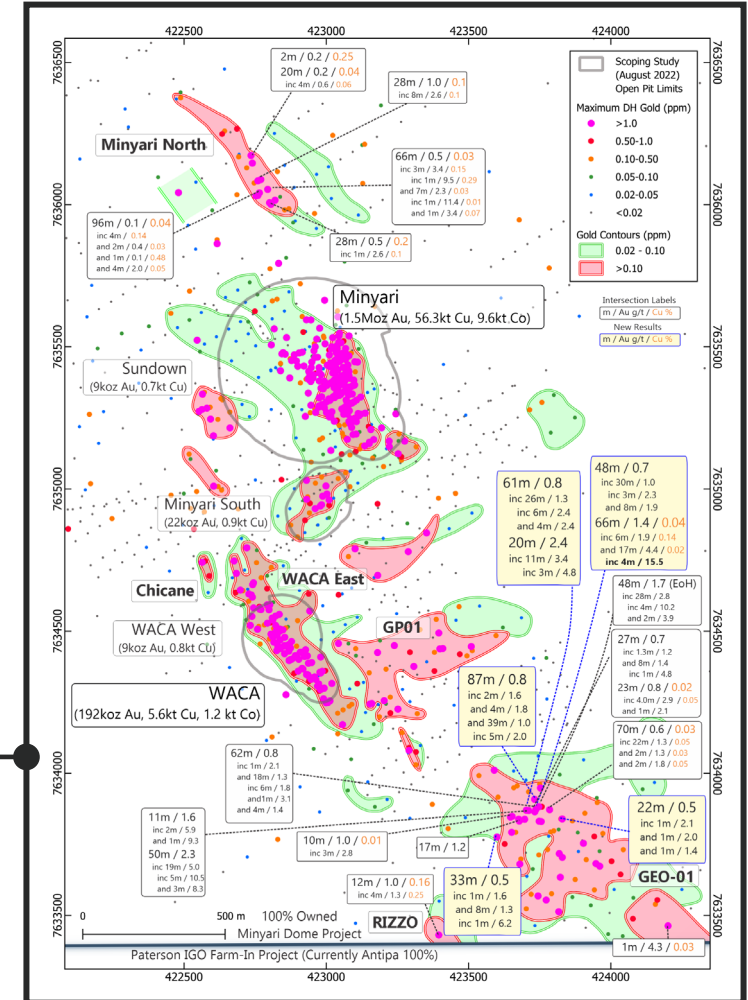 422500 423000 423500 424000
7636500
7636500
Scoping Study
(August 2022)
Open Pit Limits
Maximum DH Gold (ppm)
>1.0
0.50-1.0
0.10-0.50
0.05-0.10
0.02-0.05
<0.02
Gold Contours (ppm)
0.02 - 0.10
>0.10
Intersection Labels
m / Au g/t / Cu %
New Results
m / Au g/t / Cu %
2m / 0.2 / 0.25
20m / 0.2 / 0.04
inc 4m / 0.6 / 0.06
28m / 1.0 / 0.1
inc 8m / 2.6 / 0.1
Minyari North
66m / 0.5 / 0.03
inc 3m / 3.4 / 0.15
inc 1m / 9.5 / 0.29
and 7m / 2.3 / 0.03
inc 1m / 11.4 / 0.01
and 1m / 3.4 / 0.07
7636000
7636000
96m / 0.1 / 0.04
inc 4m / 0.14
and 2m / 0.4 / 0.03
and 1m / 0.1 / 0.48
and 4m / 2.0 / 0.05
28m / 0.5 / 0.2
inc 1m / 2.6 / 0.1
Minyari
(1.5Moz Au, 56.3kt Cu, 9.6kt Co)
7635500
7635500
Sundown
(9koz Au, 0.7kt Cu)
7635000
7635000
Minyari South
(22koz Au, 0.9kt Cu)
61m / 0.8
inc 26m / 1.3
inc 6m / 2.4
and 4m / 2.4
20m / 2.4
inc 11m / 3.4
inc 3m / 4.8
48m / 0.7
inc 30m / 1.0
inc 3m / 2.3
and 8m / 1.9
66m / 1.4 / 0.04
inc 6m / 1.9 / 0.14
and 17m / 4.4 / 0.02
inc 4m / 15.5
Chicane
WACA East
48m / 1.7 (EoH)
inc 28m / 2.8
inc 4m / 10.2
and 2m / 3.9
WACA West
(9koz Au, 0.8kt Cu)
GP01
7634500
7634500
27m / 0.7
inc 1.3m / 1.2
and 8m / 1.4
inc 1m / 4.8
23m / 0.8 / 0.02
inc 4.0m / 2.9 / 0.05
and 1m / 2.1
WACA
(192koz Au, 5.6kt Cu, 1.2 kt Co)
87m / 0.8
inc 2m / 1.6
and 4m / 1.8
and 39m / 1.0
inc 5m / 2.0
70m / 0.6 / 0.03
inc 22m / 1.3 / 0.05
and 2m / 1.3 / 0.03
and 2m / 1.8 / 0.05
7634000
7634000
62m / 0.8
inc 1m / 2.1
and 18m / 1.3
inc 6m / 1.8
and1m / 3.1
and 4m / 1.4
11m / 1.6
inc 2m / 5.9
and 1m / 9.3
50m / 2.3
inc 19m / 5.0
inc 5m / 10.5
and 3m / 8.3
22m / 0.5
inc 1m / 2.1
and 1m / 2.0
and 1m / 1.4
10m / 1.0 / 0.01
inc 3m / 2.8
17m / 1.2
GEO-01
12m / 1.0 / 0.16
inc 4m / 1.3 / 0.25
33m / 0.5
inc 1m / 1.6
and 8m / 1.3
inc 1m / 6.2
7633500
7633500
0 500 m
100% Owned
Minyari Dome Project
RIZZO
1m / 4.3 / 0.03
Paterson IGO Farm-In Project (Currently Antipa 100%)
422500 423000 423500 424000